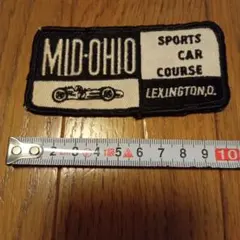 MID-OHIO
SPORTS
CAR
COURSE
LEXINGTON,O.
1 2 3 4 5 6 7 8 9 10